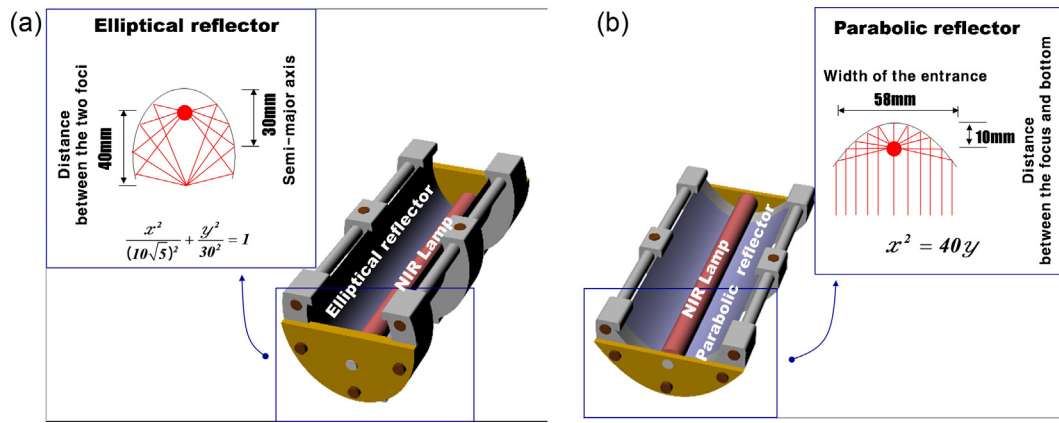 (a)
Elliptical reflector
Distance
between the two foci
40mm
30mm
Semi-major axis
x²/(10√5)² + y²/30² = 1
Elliptical reflector
NIR Lamp
(b)
Parabolic reflector
Width of the entrance
58mm
10mm
Distance
between the focus and bottom
x² = 40y
NIR Lamp
Parabolic reflector